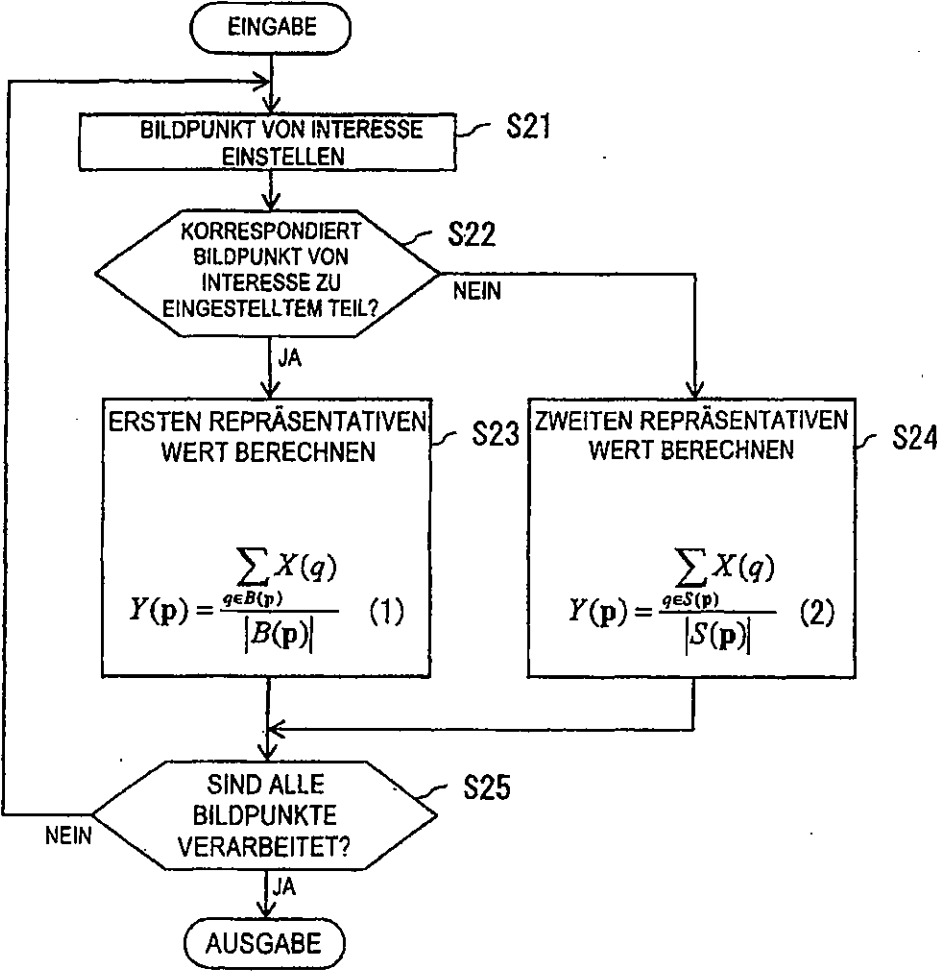 EINGABE
BILDPUNKT VON INTERESSE
EINSTELLEN
S21
KORRESPONDIERT
BILDPUNKT VON
INTERESSE ZU
EINGESTELLTEM TEIL?
S22
NEIN
JA
ERSTEN REPRÄSENTATIVEN
WERT BERECHNEN
S23
Y(p) = ∑_{q∈B(p)} X(q) / |B(p)| (1)
ZWEITEN REPRÄSENTATIVEN
WERT BERECHNEN
S24
Y(p) = ∑_{q∈S(p)} X(q) / |S(p)| (2)
SIND ALLE
BILDPUNKTE
VERARBEITET?
S25
NEIN
JA
AUSGABE